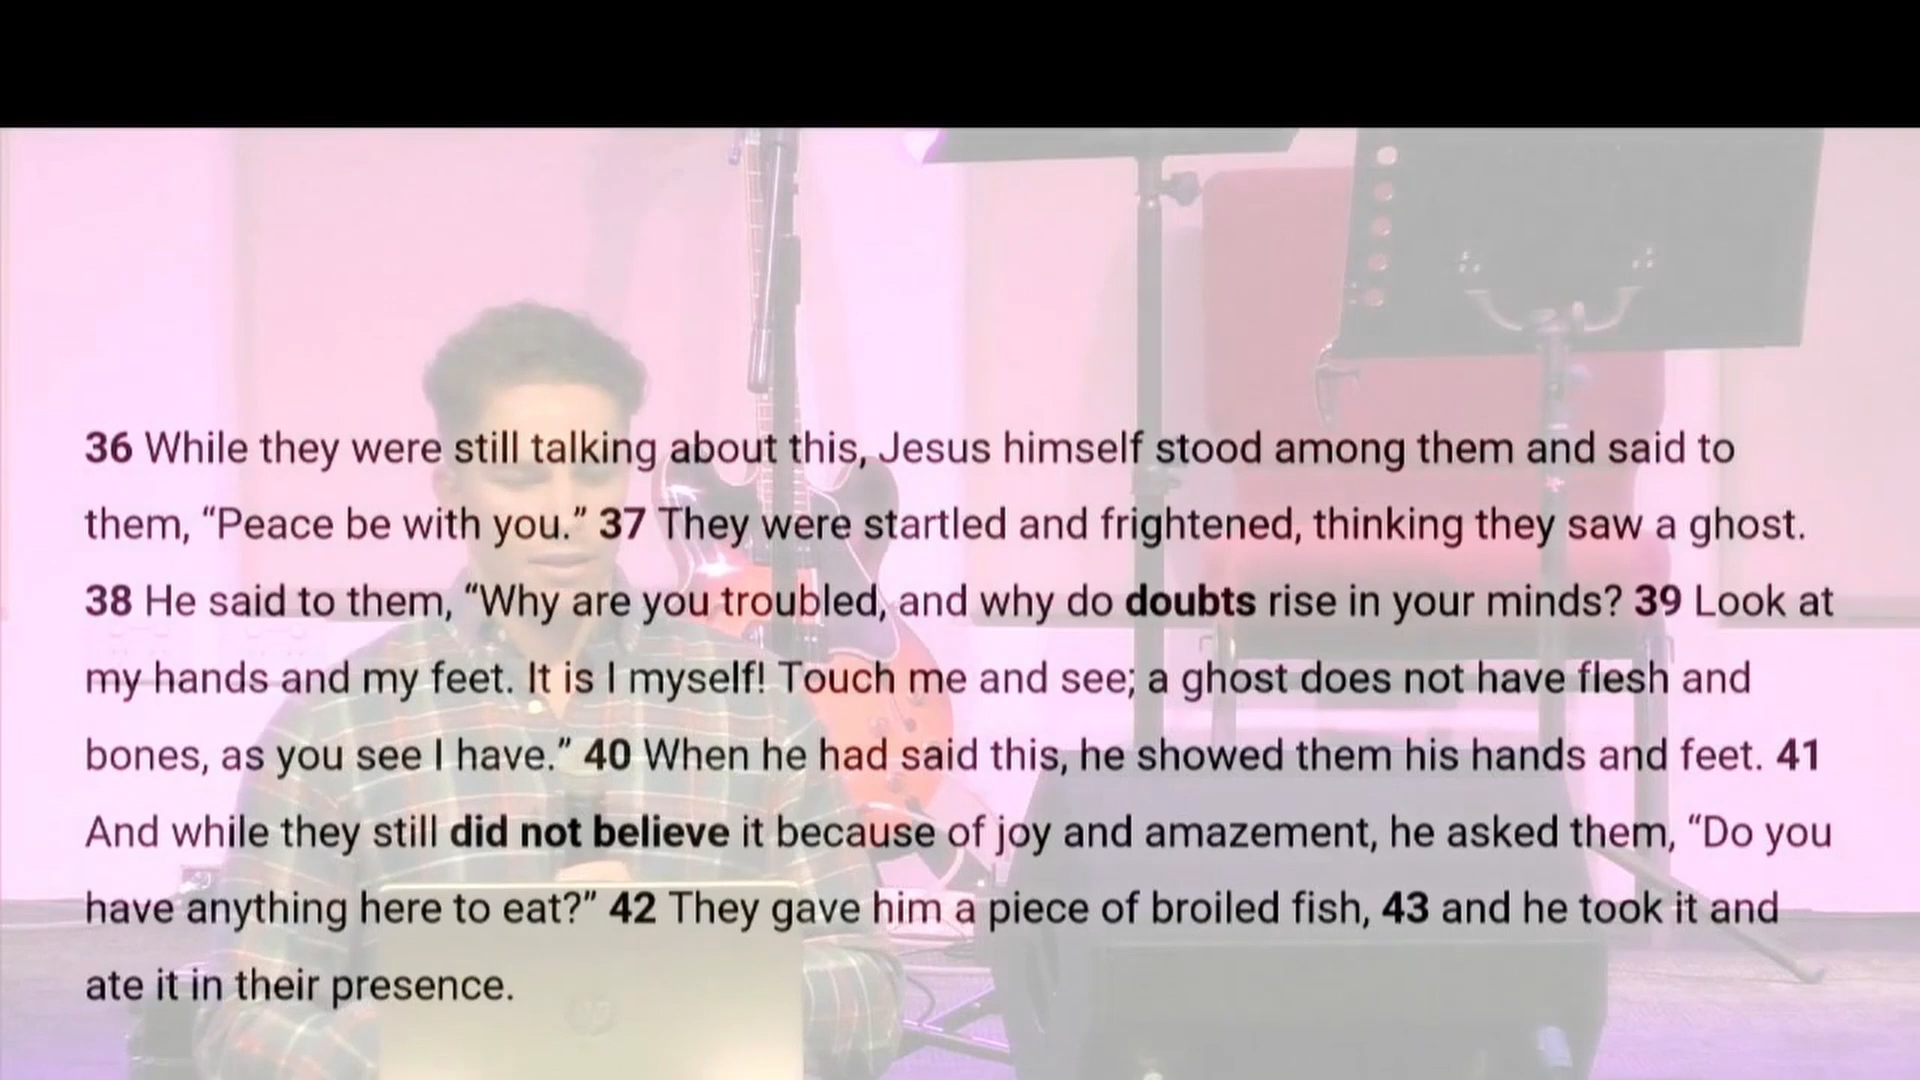 36 While they were still talking about this, Jesus himself stood among them and said to
them, “Peace be with you.” 37 They were startled and frightened, thinking they saw a ghost.
38 He said to them, “Why are you troubled, and why do doubts rise in your minds? 39 Look at
my hands and my feet. It is I myself! Touch me and see; a ghost does not have flesh and
bones, as you see I have.” 40 When he had said this, he showed them his hands and feet. 41
And while they still did not believe it because of joy and amazement, he asked them, “Do you
have anything here to eat?” 42 They gave him a piece of broiled fish, 43 and he took it and
ate it in their presence.